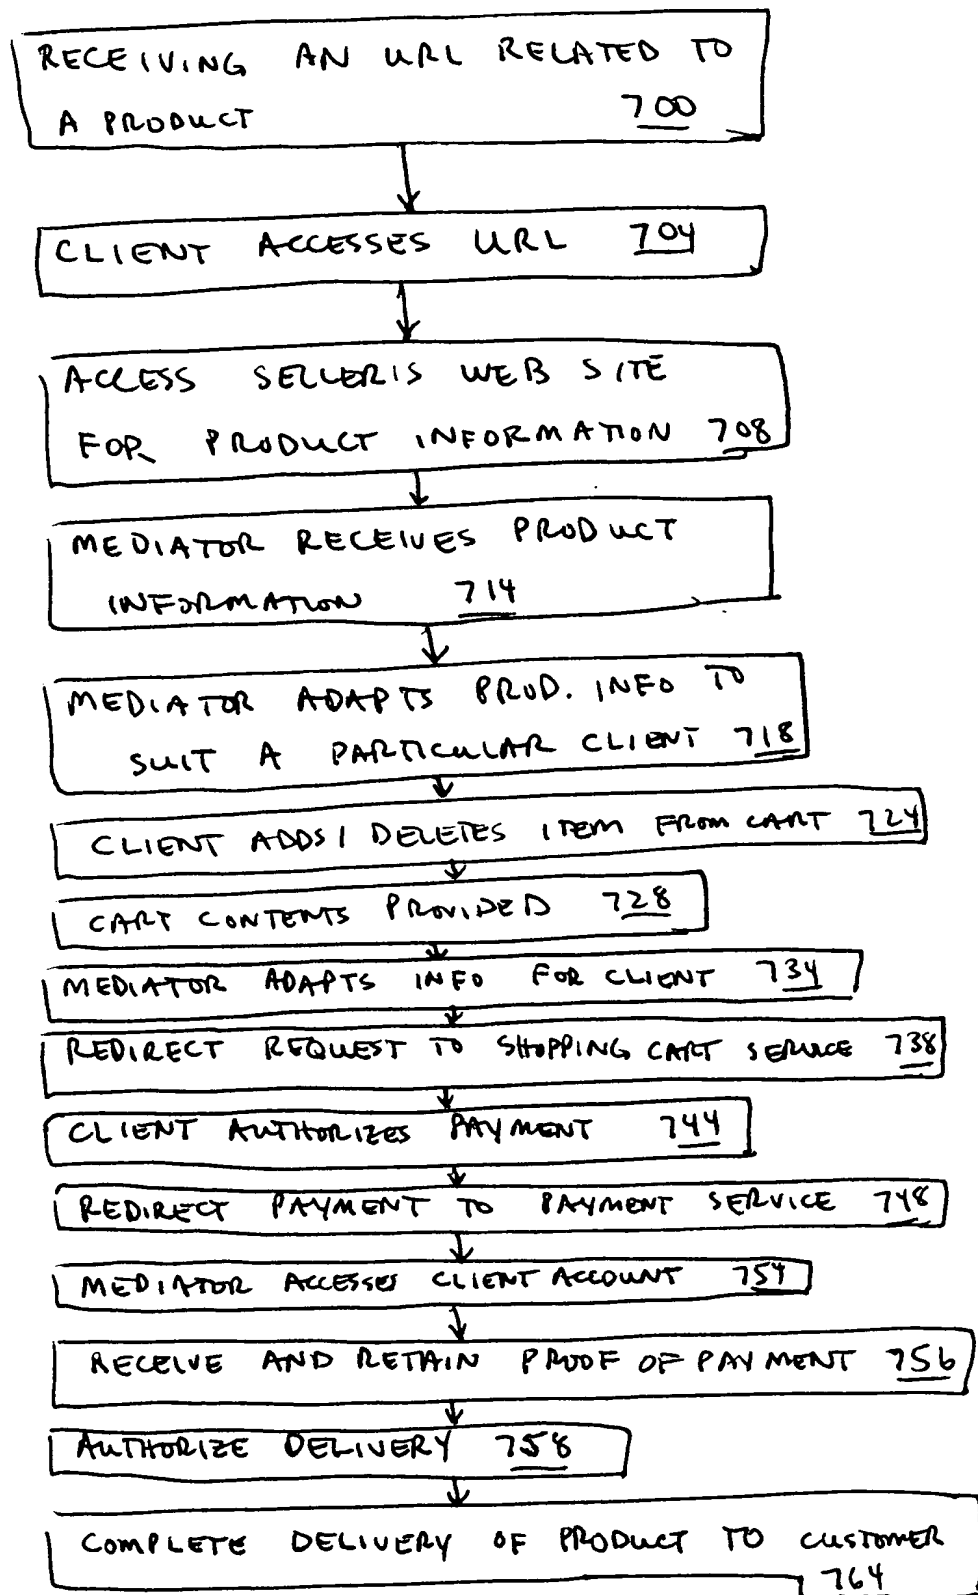 RECEIVING AN URL RELATED TO
A PRODUCT 700
CLIENT ACCESSES URL 704
ACCESS SELLER'S WEB SITE
FOR PRODUCT INFORMATION 708
MEDIATOR RECEIVES PRODUCT
INFORMATION 714
MEDIATOR ADAPTS PROD. INFO TO
SUIT A PARTICULAR CLIENT 718
CLIENT ADDS / DELETES ITEM FROM CART 724
CART CONTENTS PROVIDED 728
MEDIATOR ADAPTS INFO FOR CLIENT 734
REDIRECT REQUEST TO SHOPPING CART SERVICE 738
CLIENT AUTHORIZES PAYMENT 744
REDIRECT PAYMENT TO PAYMENT SERVICE 748
MEDIATOR ACCESSES CLIENT ACCOUNT 754
RECEIVE AND RETAIN PROOF OF PAYMENT 756
AUTHORIZE DELIVERY 758
COMPLETE DELIVERY OF PRODUCT TO CUSTOMER
764